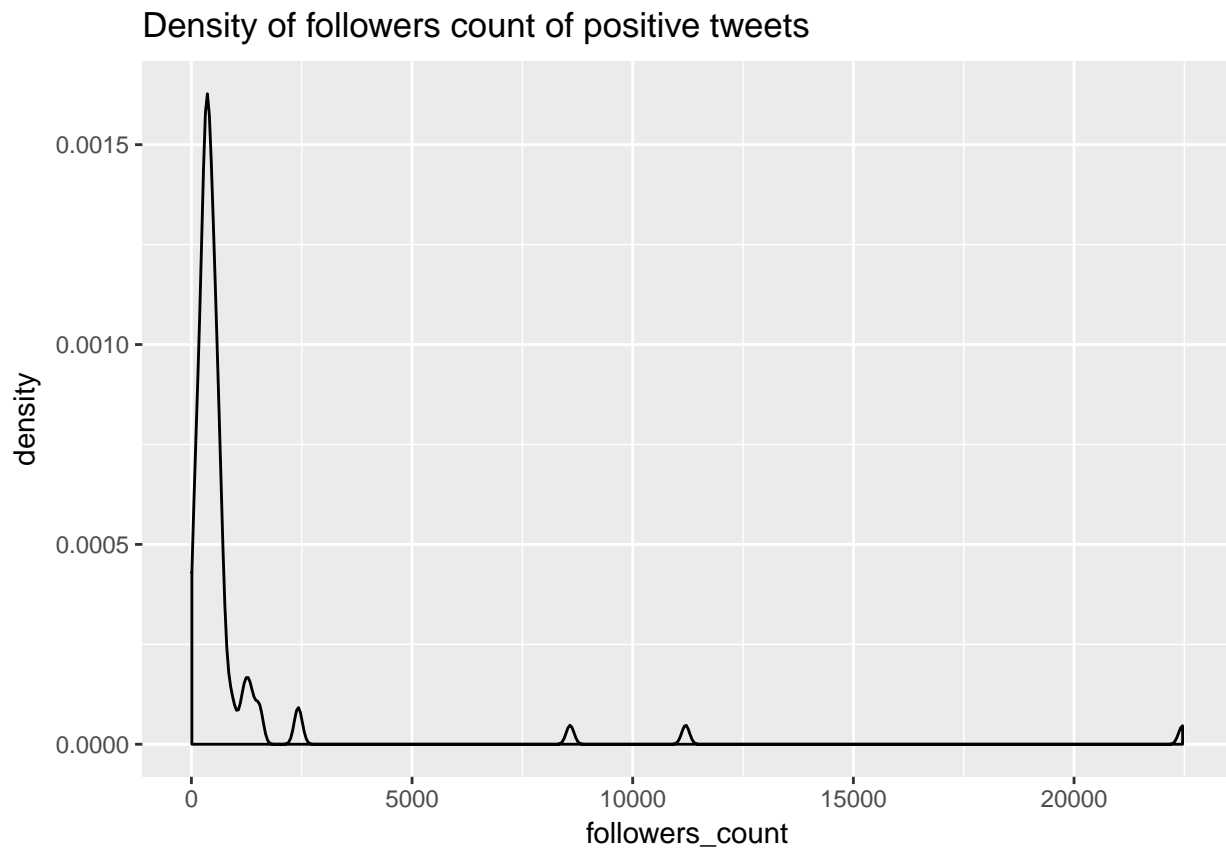 Density of followers count of positive tweets
0.0015
0.0010
0.0005
0.0000
density
0 5000 10000 15000 20000
followers_count